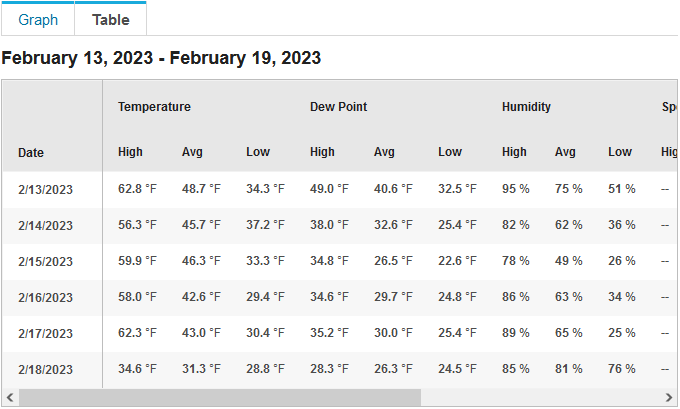 Graph Table
February 13, 2023 - February 19, 2023
Temperature Dew Point Humidity Sp
Date High Avg Low High Avg Low High Avg Low Hig
2/13/2023 62.8 °F 48.7 °F 34.3 °F 49.0 °F 40.6 °F 32.5 °F 95 % 75 % 51 % --
2/14/2023 56.3 °F 45.7 °F 37.2 °F 38.0 °F 32.6 °F 25.4 °F 82 % 62 % 36 % --
2/15/2023 59.9 °F 46.3 °F 33.3 °F 34.8 °F 26.5 °F 22.6 °F 78 % 49 % 26 % --
2/16/2023 58.0 °F 42.6 °F 29.4 °F 34.6 °F 29.7 °F 24.8 °F 86 % 63 % 34 % --
2/17/2023 62.3 °F 43.0 °F 30.4 °F 35.2 °F 30.0 °F 25.4 °F 89 % 65 % 25 % --
2/18/2023 34.6 °F 31.3 °F 28.8 °F 28.3 °F 26.3 °F 24.5 °F 85 % 81 % 76 % --